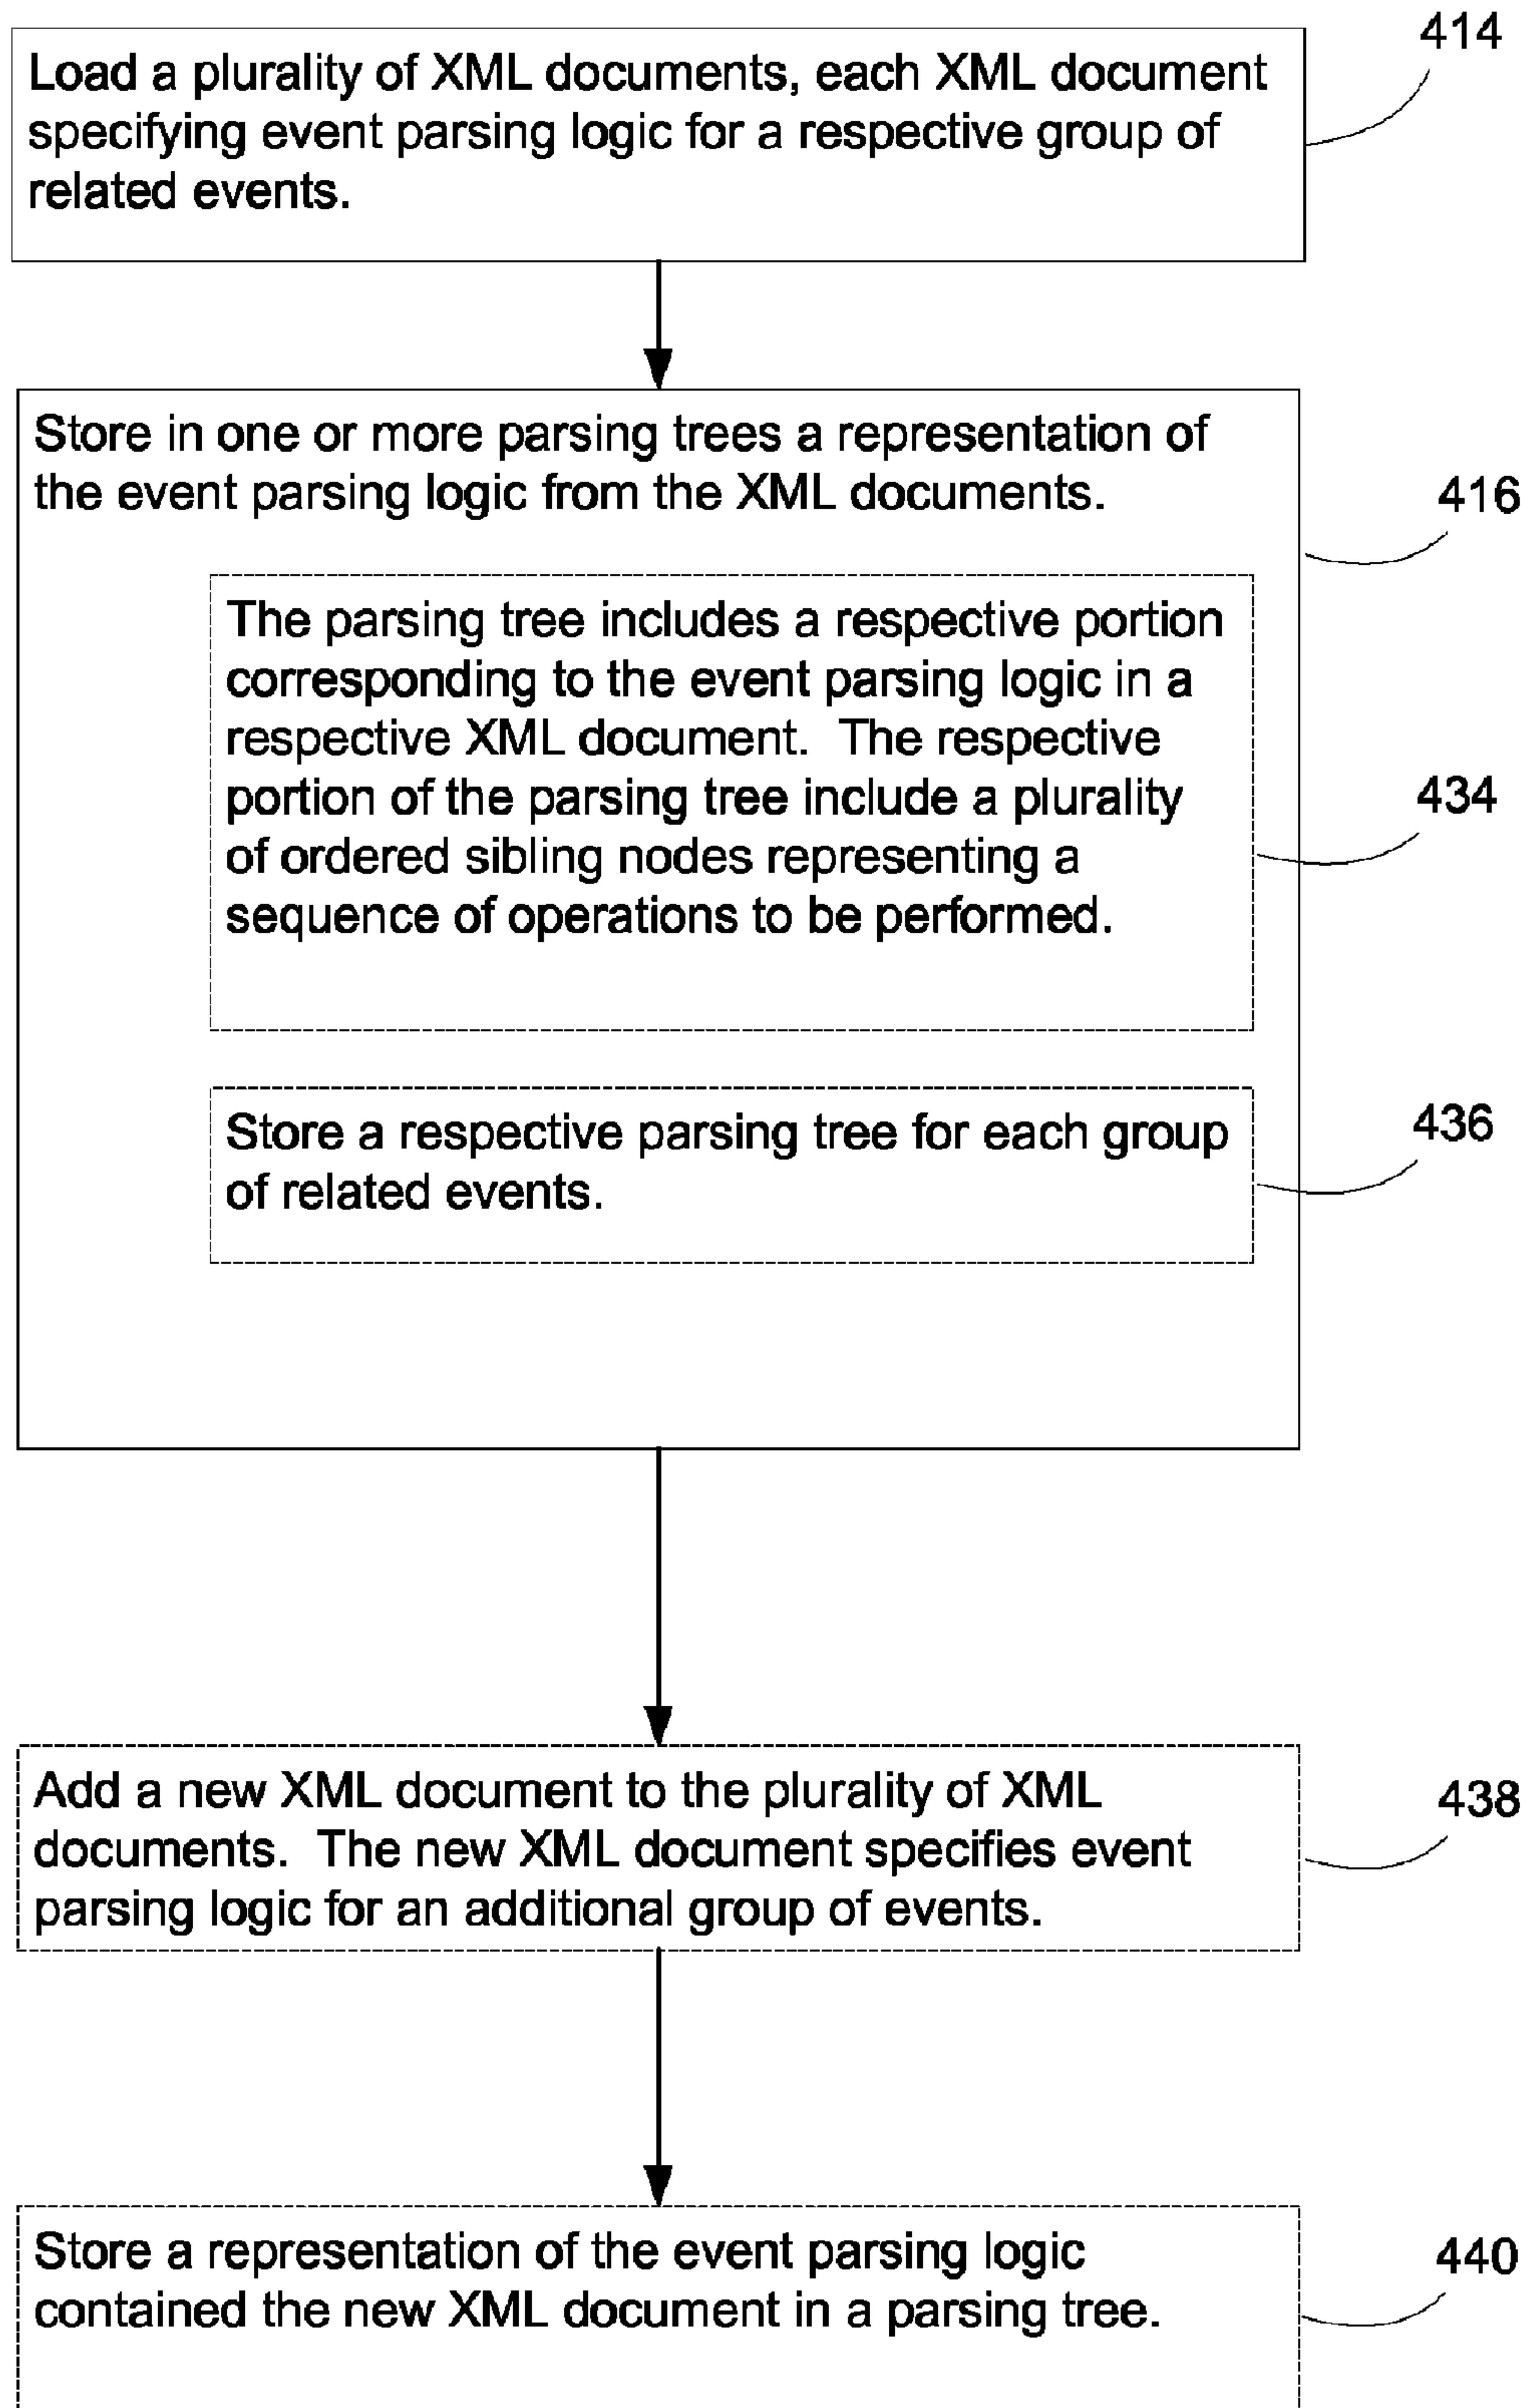 414
Load a plurality of XML documents, each XML document
specifying event parsing logic for a respective group of
related events.
Store in one or more parsing trees a representation of
the event parsing logic from the XML documents.
416
The parsing tree includes a respective portion
corresponding to the event parsing logic in a
respective XML document.  The respective
portion of the parsing tree include a plurality
of ordered sibling nodes representing a
sequence of operations to be performed.
434
Store a respective parsing tree for each group
of related events.
436
Add a new XML document to the plurality of XML
documents.  The new XML document specifies event
parsing logic for an additional group of events.
438
Store a representation of the event parsing logic
contained the new XML document in a parsing tree.
440